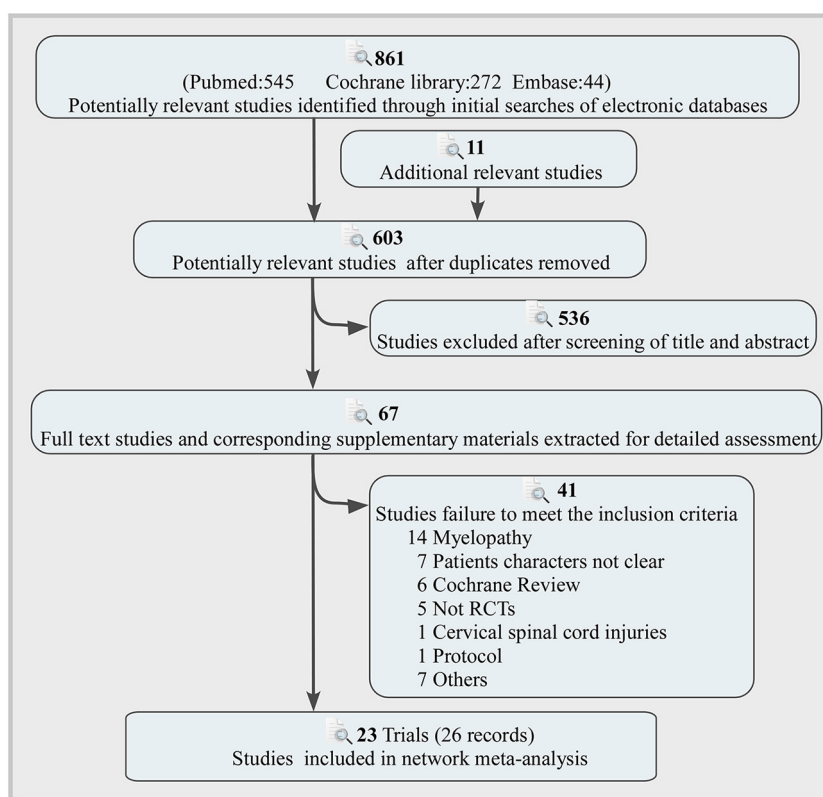 861
(Pubmed:545 Cochrane library:272 Embase:44)
Potentially relevant studies identified through initial searches of electronic databases
11
Additional relevant studies
603
Potentially relevant studies after duplicates removed
536
Studies excluded after screening of title and abstract
67
Full text studies and corresponding supplementary materials extracted for detailed assessment
41
Studies failure to meet the inclusion criteria
14 Myelopathy
7 Patients characters not clear
6 Cochrane Review
5 Not RCTs
1 Cervical spinal cord injuries
1 Protocol
7 Others
23 Trials (26 records)
Studies included in network meta-analysis